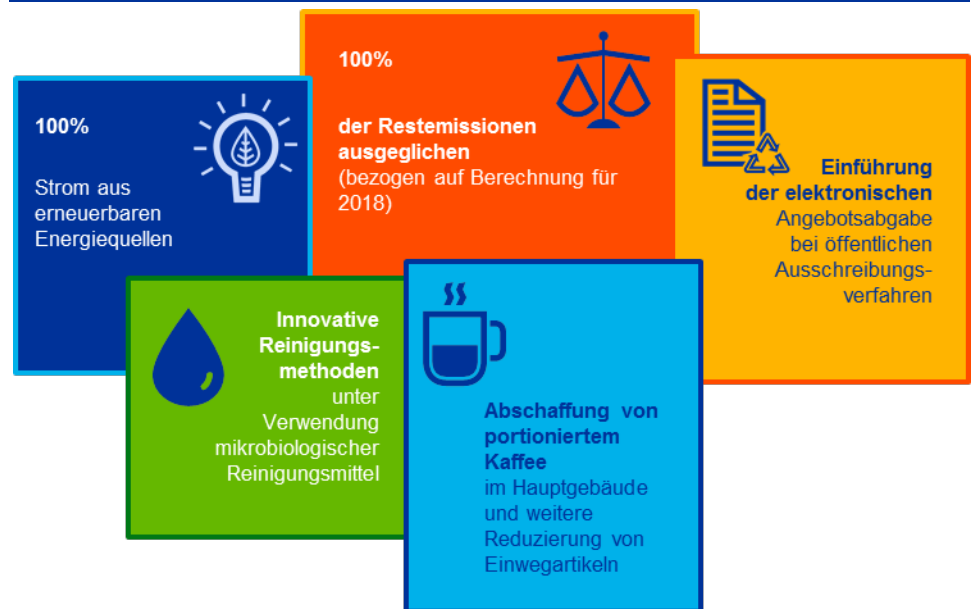 100%
Strom aus
erneuerbaren
Energiequellen
100%
der Restemissionen
ausgeglichen
(bezogen auf Berechnung für
2018)
Einführung
der elektronischen
Angebotsabgabe
bei öffentlichen
Ausschreibungs-
verfahren
Innovative
Reinigungs-
methoden
unter
Verwendung
mikrobiologischer
Reinigungsmittel
Abschaffung von
portioniertem
Kaffee
im Hauptgebäude
und weitere
Reduzierung von
Einwegartikeln